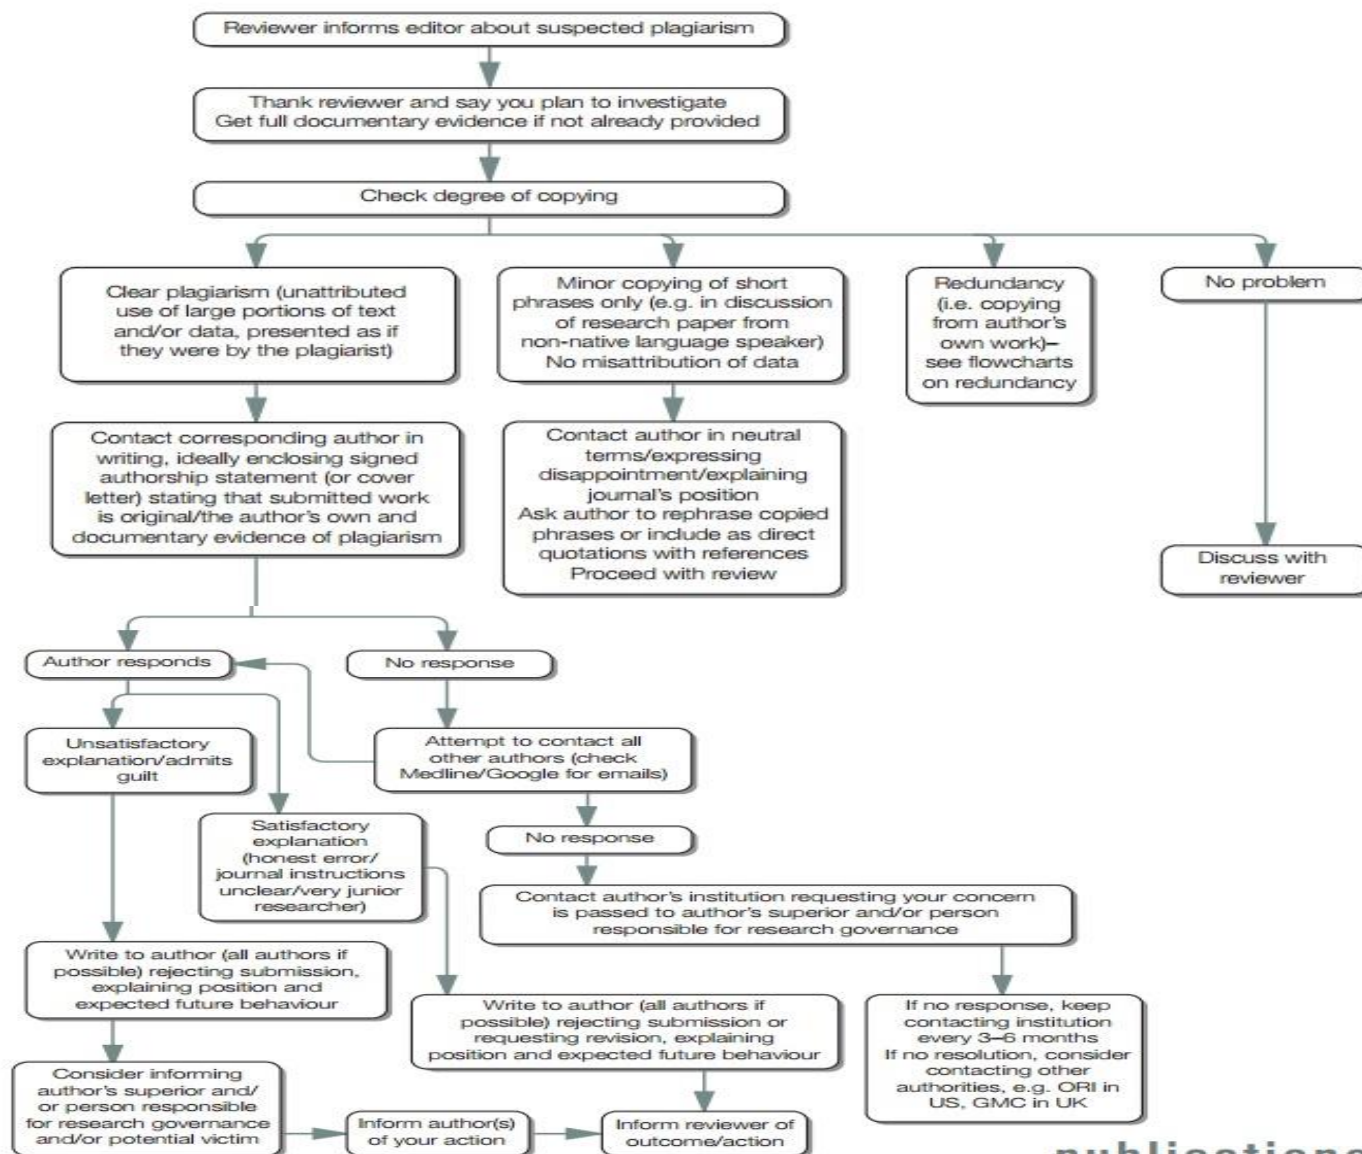 Reviewer informs editor about suspected plagiarism
Thank reviewer and say you plan to investigate
Get full documentary evidence if not already provided
Check degree of copying
Clear plagiarism (unattributed
use of large portions of text
and/or data, presented as if
they were by the plagiarist)
Minor copying of short
phrases only (e.g. in discussion
of research paper from
non-native language speaker)
No misattribution of data
Redundancy
(i.e. copying
from author's
own work)–
see flowcharts
on redundancy
No problem
Contact corresponding author in
writing, ideally enclosing signed
authorship statement (or cover
letter) stating that submitted work
is original/the author's own and
documentary evidence of plagiarism
Contact author in neutral
terms/expressing
disappointment/explaining
journal's position
Ask author to rephrase copied
phrases or include as direct
quotations with references
Proceed with review
Discuss with
reviewer
Author responds
No response
Unsatisfactory
explanation/admits
guilt
Attempt to contact all
other authors (check
Medline/Google for emails)
Satisfactory
explanation
(honest error/
journal instructions
unclear/very junior
researcher)
No response
Contact author's institution requesting your concern
is passed to author's superior and/or person
responsible for research governance
Write to author (all authors if
possible) rejecting submission,
explaining position and
expected future behaviour
Write to author (all authors if
possible) rejecting submission or
requesting revision, explaining
position and expected future behaviour
If no response, keep
contacting institution
every 3–6 months
If no resolution, consider
contacting other
authorities, e.g. ORI in
US, GMC in UK
Consider informing
author's superior and/
or person responsible
for research governance
and/or potential victim
Inform author(s)
of your action
Inform reviewer of
outcome/action